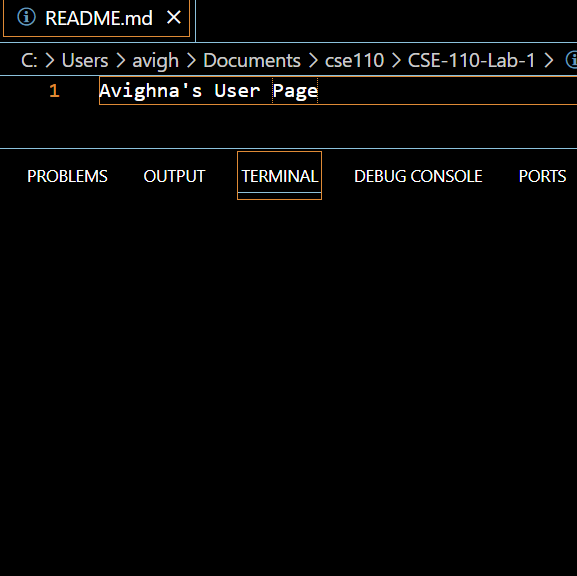 README.md
C: > Users > avigh > Documents > cse110 > CSE-110-Lab-1 >
1 Avighna's User Page
PROBLEMS OUTPUT TERMINAL DEBUG CONSOLE PORTS